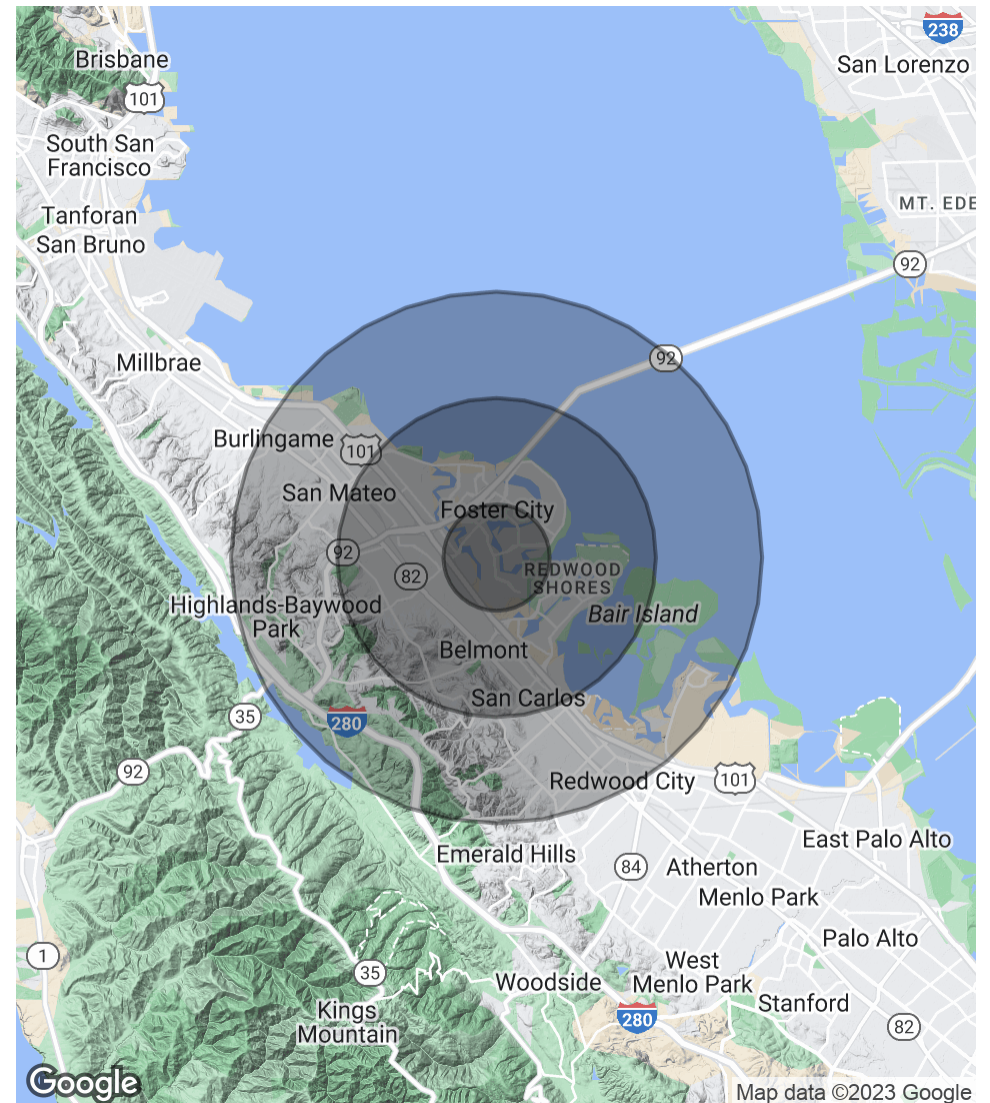 238
Brisbane
San Lorenzo
101
South San
Francisco
MT. EDE
Tanforan
San Bruno
92
Millbrae
92
Burlingame
101
San Mateo
Foster City
92
82
REDWOOD
SHORES
Highlands-Baywood
Park
Bair Island
Belmont
San Carlos
35
280
92
Redwood City
101
East Palo Alto
Emerald Hills
84
Atherton
Menlo Park
Palo Alto
1
35
West
Menlo Park
Woodside
Stanford
Kings
Mountain
280
82
Google
Map data ©2023 Google